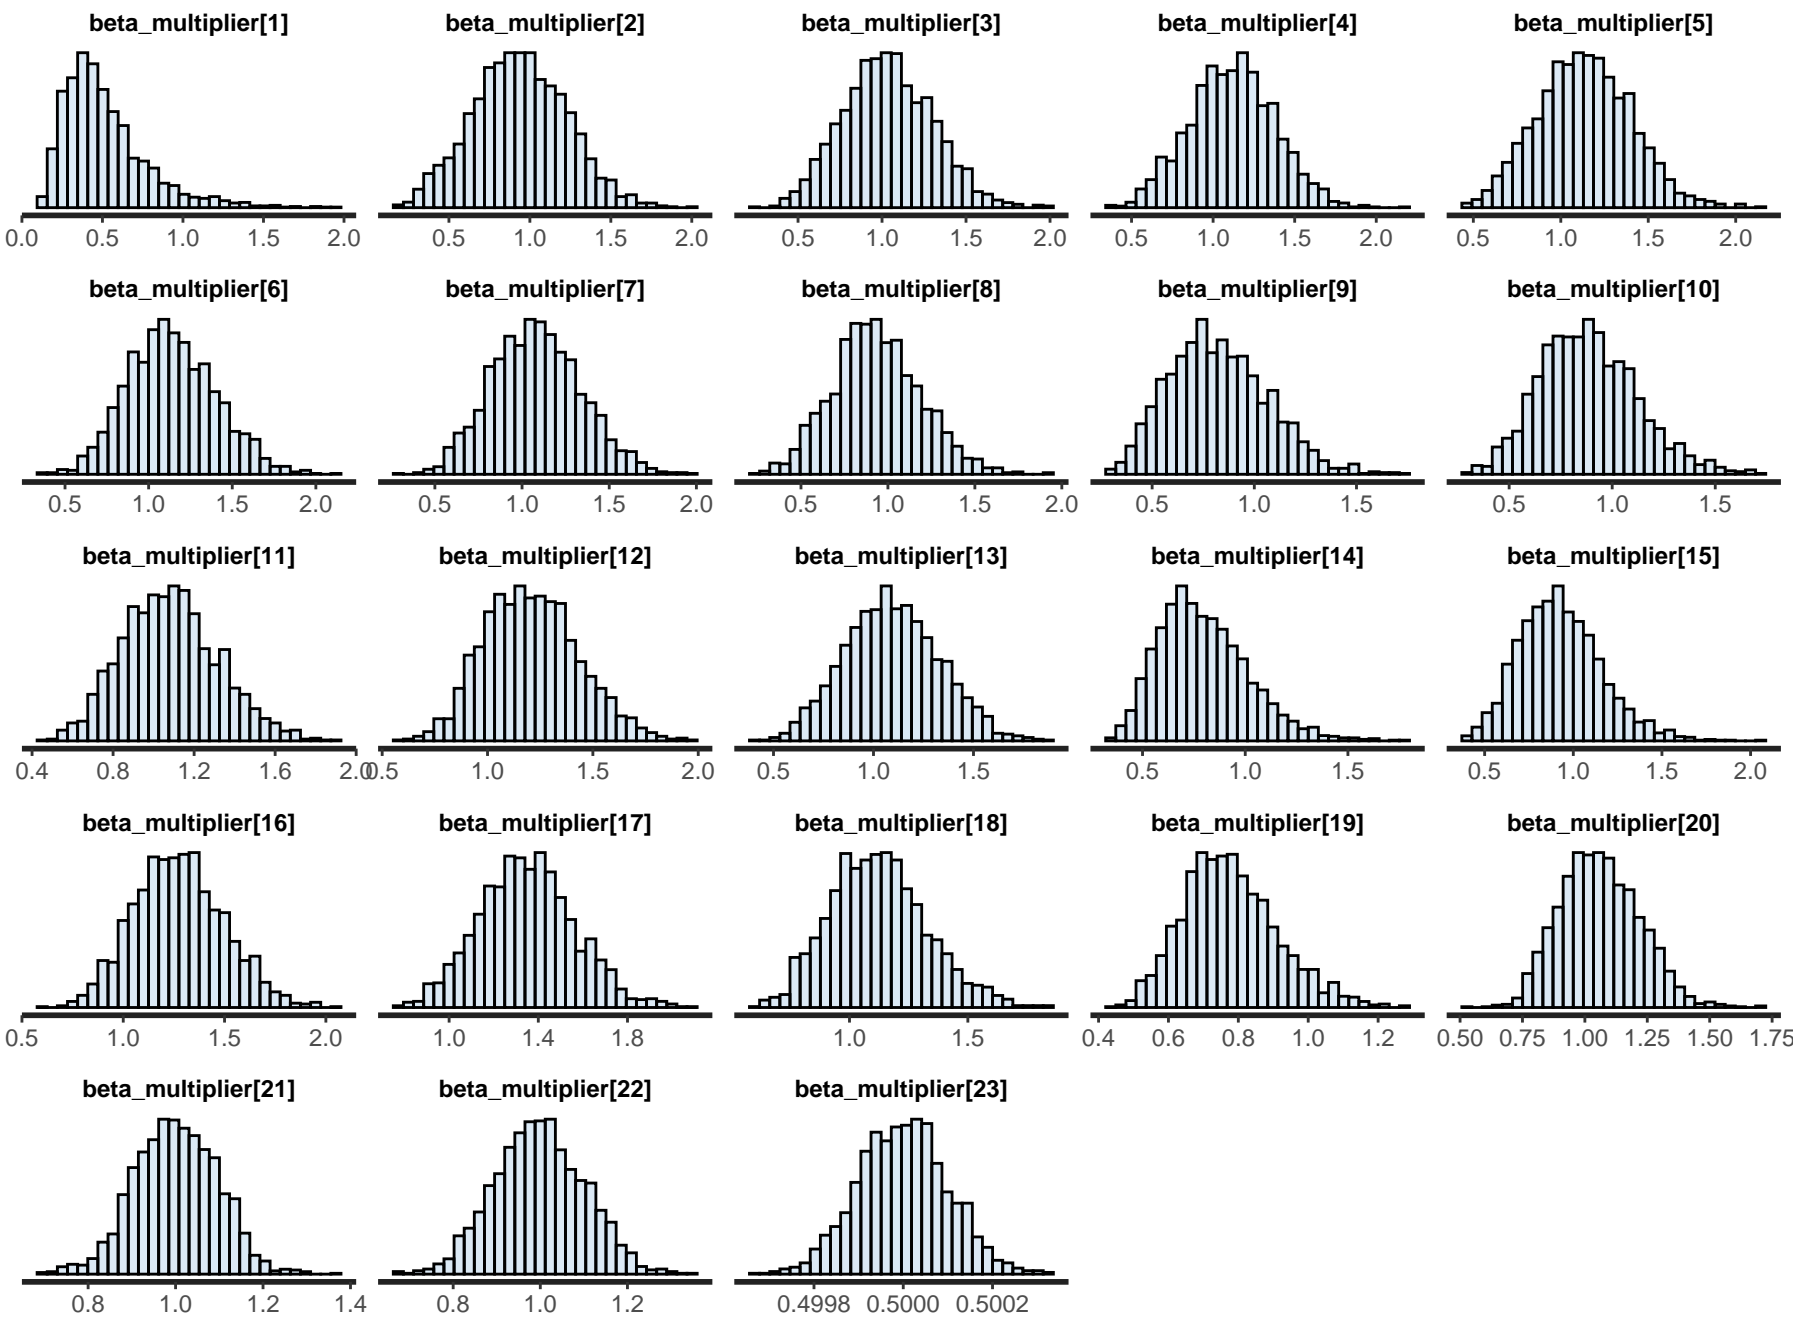 beta_multiplier[1] beta_multiplier[2] beta_multiplier[3] beta_multiplier[4] beta_multiplier[5]
0.0 0.5 1.0 1.5 2.0 0.5 1.0 1.5 2.0 0.5 1.0 1.5 2.0 0.5 1.0 1.5 2.0 0.5 1.0 1.5 2.0
beta_multiplier[6] beta_multiplier[7] beta_multiplier[8] beta_multiplier[9] beta_multiplier[10]
0.5 1.0 1.5 2.0 0.5 1.0 1.5 2.0 0.5 1.0 1.5 2.0 0.5 1.0 1.5 0.5 1.0 1.5
beta_multiplier[11] beta_multiplier[12] beta_multiplier[13] beta_multiplier[14] beta_multiplier[15]
0.4 0.8 1.2 1.6 2.0 0.5 1.0 1.5 2.0 0.5 1.0 1.5 0.5 1.0 1.5 0.5 1.0 1.5 2.0
beta_multiplier[16] beta_multiplier[17] beta_multiplier[18] beta_multiplier[19] beta_multiplier[20]
0.5 1.0 1.5 2.0 1.0 1.4 1.8 1.0 1.5 0.4 0.6 0.8 1.0 1.2 0.50 0.75 1.00 1.25 1.50 1.75
beta_multiplier[21] beta_multiplier[22] beta_multiplier[23]
0.8 1.0 1.2 1.4 0.8 1.0 1.2 0.4998 0.5000 0.5002